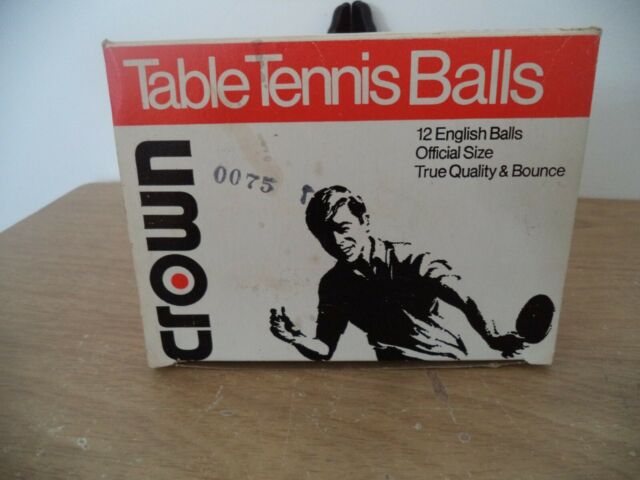 Table Tennis Balls
12 English Balls
Official Size
True Quality & Bounce
0075
crown